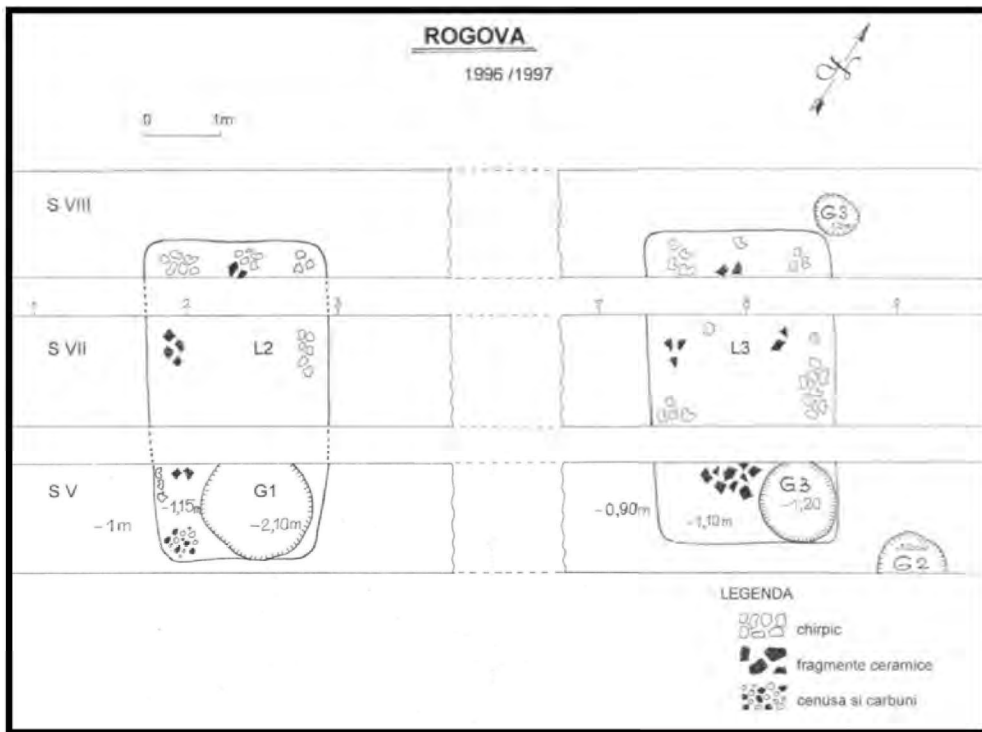 ROGOVA
1996 /1997
0 1m
S VIII
G3
1 2 3 7 8 9
S VII
L2
L3
S V
-1m
-1,15m
G1
-2,10m
-0,90m
-1,10m
G3
-1,20
G2
LEGENDA
chirpic
fragmente ceramice
cenusa si carbuni